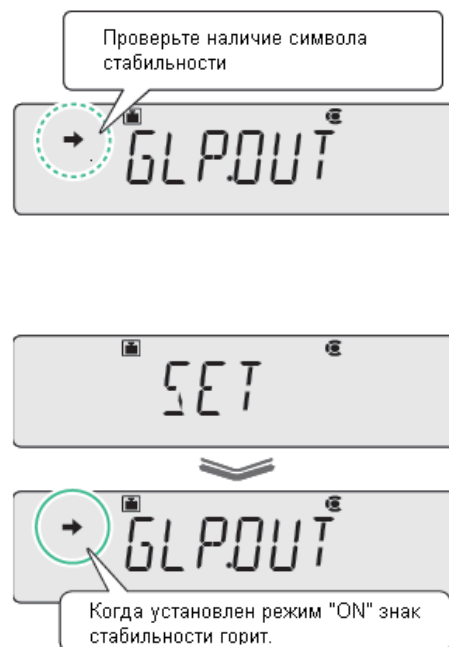 Проверьте наличие символа
стабильности
GLP.OUT
SET
GLP.OUT
Когда установлен режим "ON" знак
стабильности горит.